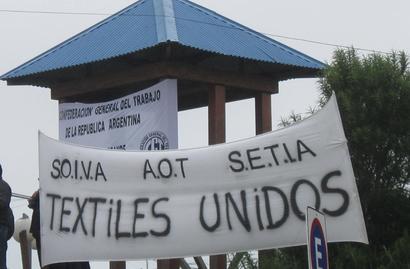 CONFEDERACION GENERAL DEL TRABAJO
DE LA REPUBLICA ARGENTINA
S.O.I.V.A A.O.T S.E.T.I.A
TEXTILES UNIDOS
E